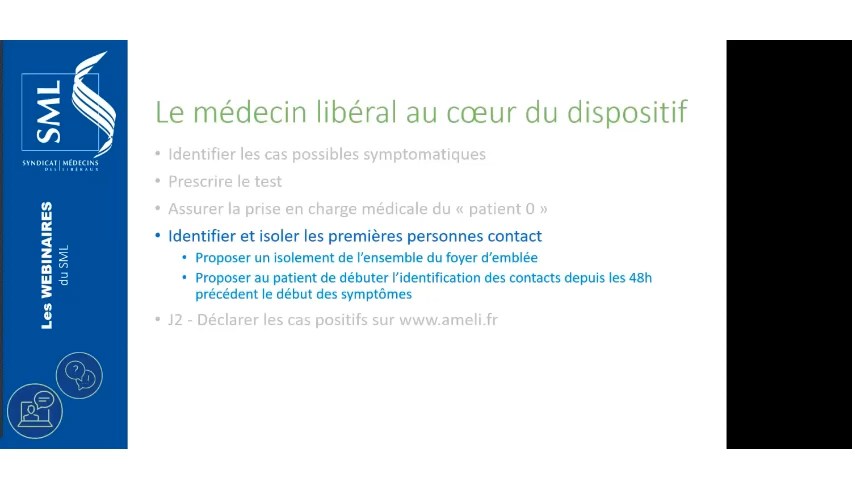 SML
SYNDICAT MÉDECINS
DES LIBÉRAUX
Les WEBINAIRES
du SML
Le médecin libéral au cœur du dispositif
• Identifier les cas possibles symptomatiques
• Prescrire le test
• Assurer la prise en charge médicale du « patient 0 »
• Identifier et isoler les premières personnes contact
• Proposer un isolement de l’ensemble du foyer d’emblée
• Proposer au patient de débuter l’identification des contacts depuis les 48h
précédent le début des symptômes
• J2 - Déclarer les cas positifs sur www.ameli.fr
?
!